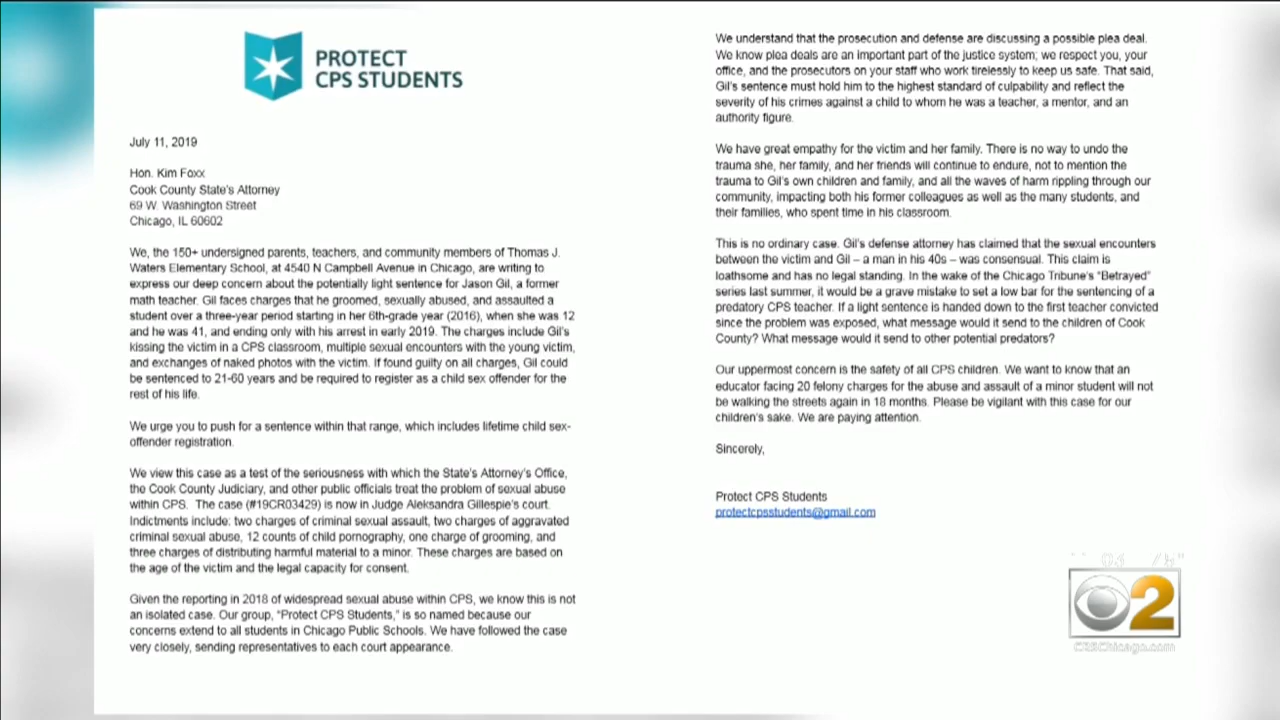 PROTECT
CPS STUDENTS
July 11, 2019
Hon. Kim Foxx
Cook County State's Attorney
69 W. Washington Street
Chicago, IL 60602
We, the 150+ undersigned parents, teachers, and community members of Thomas J.
Waters Elementary School, at 4540 N Campbell Avenue in Chicago, are writing to
express our deep concern about the potentially light sentence for Jason Gil, a former
math teacher. Gil faces charges that he groomed, sexually abused, and assaulted a
student over a three-year period starting in her 6th-grade year (2016), when she was 12
and he was 41, and ending only with his arrest in early 2019. The charges include Gil's
kissing the victim in a CPS classroom, multiple sexual encounters with the young victim,
and exchanges of naked photos with the victim. If found guilty on all charges, Gil could
be sentenced to 21-60 years and be required to register as a child sex offender for the
rest of his life.
We urge you to push for a sentence within that range, which includes lifetime child sex-
offender registration.
We view this case as a test of the seriousness with which the State's Attorney's Office,
the Cook County Judiciary, and other public officials treat the problem of sexual abuse
within CPS. The case (#19CR03429) is now in Judge Aleksandra Gillespie's court.
Indictments include: two charges of criminal sexual assault, two charges of aggravated
criminal sexual abuse, 12 counts of child pornography, one charge of grooming, and
three charges of distributing harmful material to a minor. These charges are based on
the age of the victim and the legal capacity for consent.
Given the reporting in 2018 of widespread sexual abuse within CPS, we know this is not
an isolated case. Our group, "Protect CPS Students," is so named because our
concerns extend to all students in Chicago Public Schools. We have followed the case
very closely, sending representatives to each court appearance.
We understand that the prosecution and defense are discussing a possible plea deal.
We know plea deals are an important part of the justice system; we respect you, your
office, and the prosecutors on your staff who work tirelessly to keep us safe. That said,
Gil's sentence must hold him to the highest standard of culpability and reflect the
severity of his crimes against a child to whom he was a teacher, a mentor, and an
authority figure.
We have great empathy for the victim and her family. There is no way to undo the
trauma she, her family, and her friends will continue to endure, not to mention the
trauma to Gil's own children and family, and all the waves of harm rippling through our
community, impacting both his former colleagues as well as the many students, and
their families, who spent time in his classroom.
This is no ordinary case. Gil's defense attorney has claimed that the sexual encounters
between the victim and Gil – a man in his 40s – was consensual. This claim is
loathsome and has no legal standing. In the wake of the Chicago Tribune's "Betrayed"
series last summer, it would be a grave mistake to set a low bar for the sentencing of a
predatory CPS teacher. If a light sentence is handed down to the first teacher convicted
since the problem was exposed, what message would it send to the children of Cook
County? What message would it send to other potential predators?
Our uppermost concern is the safety of all CPS children. We want to know that an
educator facing 20 felony charges for the abuse and assault of a minor student will not
be walking the streets again in 18 months. Please be vigilant with this case for our
children's sake. We are paying attention.
Sincerely,
Protect CPS Students
protectcpsstudents@gmail.com
2
CBSChicago.com